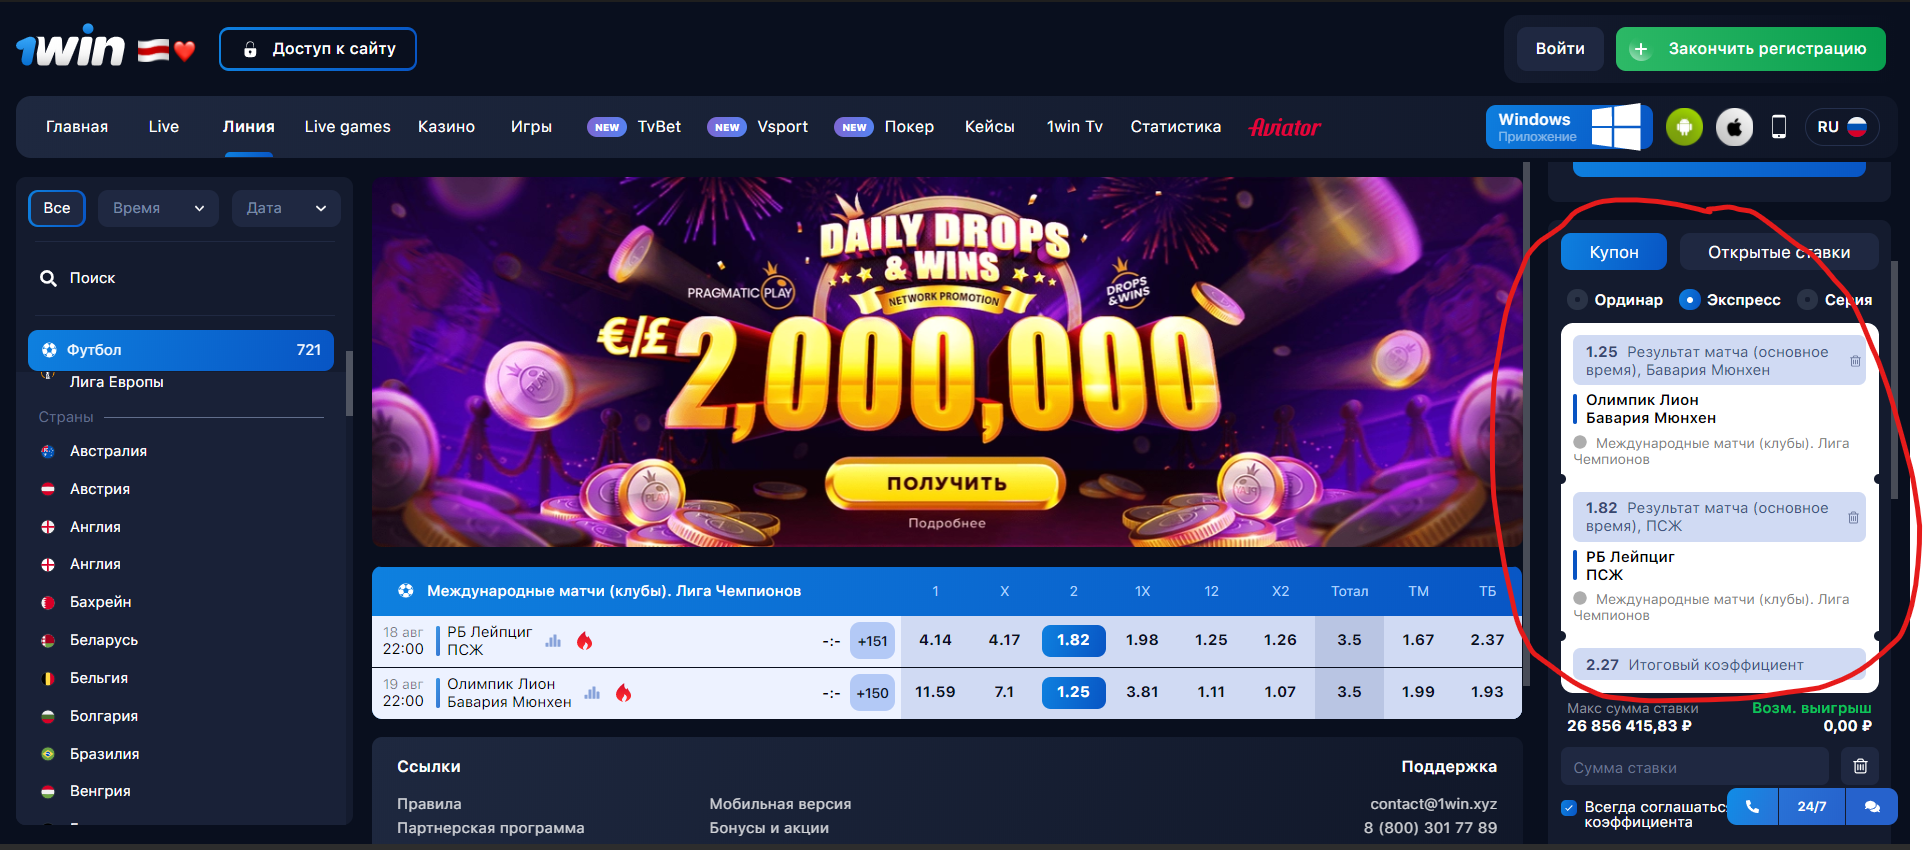 1win
Доступ к сайту
Войти
Закончить регистрацию
Главная
Live
Линия
Live games
Казино
Игры
NEW TvBet
NEW Vsport
NEW Покер
Кейсы
1win Tv
Статистика
Aviator
Windows
Приложение
RU
Все
Время
Дата
Поиск
Футбол 721
Лига Европы
Страны
Австралия
Австрия
Англия
Англия
Бахрейн
Беларусь
Бельгия
Болгария
Бразилия
Венгрия
DAILY DROPS
& WINS
NETWORK PROMOTION
PRAGMATIC PLAY
DROPS
& WINS
€/£ 2,000,000
ПОЛУЧИТЬ
Подробнее
Международные матчи (клубы). Лига Чемпионов 1 X 2 1X 12 X2 Тотал ТМ ТБ
18 авг
22:00
РБ Лейпциг
ПСЖ
-:- +151 4.14 4.17 1.82 1.98 1.25 1.26 3.5 1.67 2.37
19 авг
22:00
Олимпик Лион
Бавария Мюнхен
-:- +150 11.59 7.1 1.25 3.81 1.11 1.07 3.5 1.99 1.93
Ссылки
Правила
Партнерская программа
Мобильная версия
Бонусы и акции
Поддержка
contact@1win.xyz
8 (800) 301 77 89
Купон
Открытые ставки
Ординар
Экспресс
Серия
1.25 Результат матча (основное
время), Бавария Мюнхен
Олимпик Лион
Бавария Мюнхен
Международные матчи (клубы). Лига
Чемпионов
1.82 Результат матча (основное
время), ПСЖ
РБ Лейпциг
ПСЖ
Международные матчи (клубы). Лига
Чемпионов
2.27 Итоговый коэффициент
Макс сумма ставки
26 856 415,83 ₽
Возм. выигрыш
0,00 ₽
Сумма ставки
Всегда соглашатьс
коэффициента
24/7